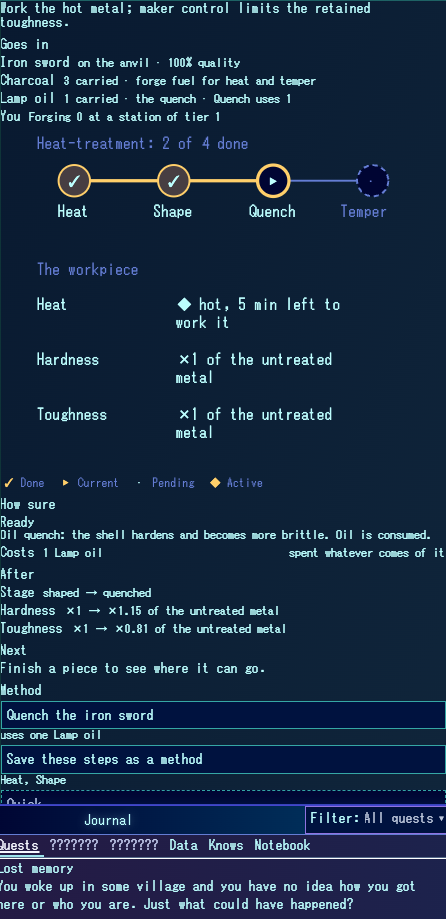 Work the hot metal; maker control limits the retained
toughness.
Goes in
Iron sword on the anvil · 100% quality
Charcoal 3 carried · forge fuel for heat and temper
Lamp oil 1 carried · the quench · Quench uses 1
You Forging 0 at a station of tier 1
Heat-treatment: 2 of 4 done
Heat Shape Quench Temper
The workpiece
Heat ◆ hot, 5 min left to
work it
Hardness ×1 of the untreated
metal
Toughness ×1 of the untreated
metal
✓ Done ▸ Current · Pending ◆ Active
How sure
Ready
Oil quench: the shell hardens and becomes more brittle. Oil is consumed.
Costs 1 Lamp oil spent whatever comes of it
After
Stage shaped → quenched
Hardness ×1 → ×1.15 of the untreated metal
Toughness ×1 → ×0.81 of the untreated metal
Next
Finish a piece to see where it can go.
Method
Quench the iron sword
uses one Lamp oil
Save these steps as a method
Heat, Shape
Quick
Journal Filter: All quests ▾
Quests ??????? ??????? Data Knows Notebook
Lost memory
You woke up in some village and you have no idea how you got
here or who you are. Just what could have happened?